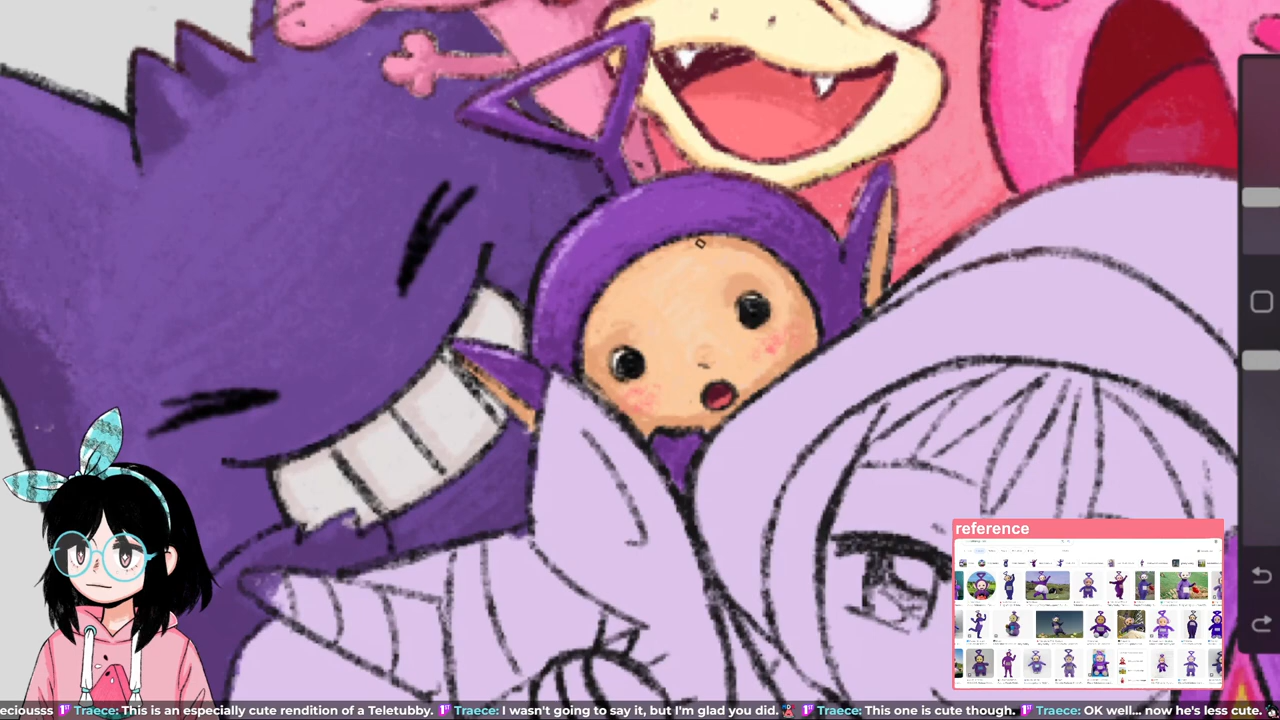 reference
eciousss Traece: This is an especially cute rendition of a Teletubby. Traece: I wasn't going to say it, but I'm glad you did. Traece: This one is cute though. Traece: OK well... now he's less cute.